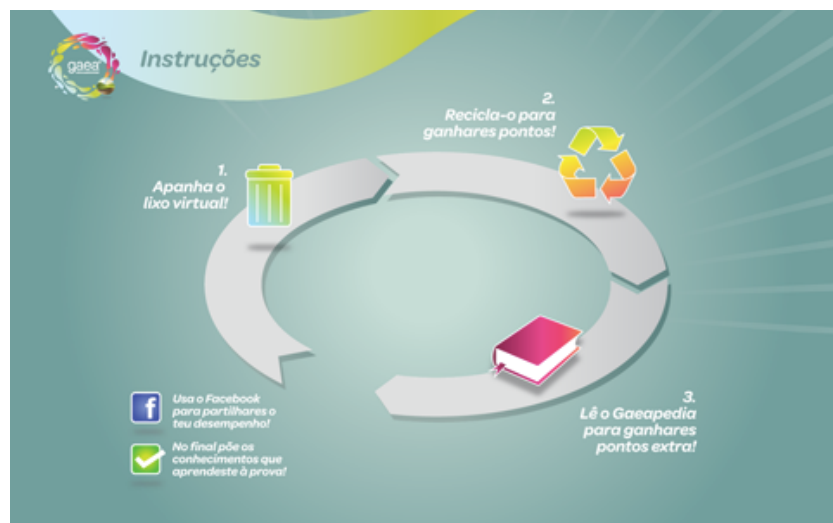 gaea
Instruções
1.
Apanha o
lixo virtual!
2.
Recicla-o para
ganhares pontos!
3.
Lê o Gaeapedia
para ganhares
pontos extra!
f
Usa o Facebook
para partilhares o
teu desempenho!
No final põe os
conhecimentos que
aprendeste à prova!